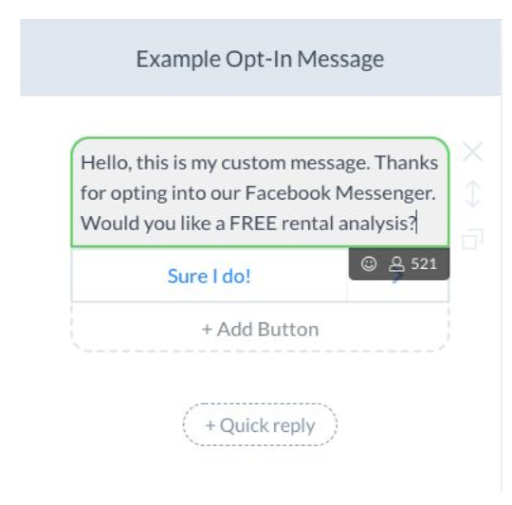 Example Opt-In Message
Hello, this is my custom message. Thanks
for opting into our Facebook Messenger.
Would you like a FREE rental analysis?
521
Sure I do!
+ Add Button
+ Quick reply